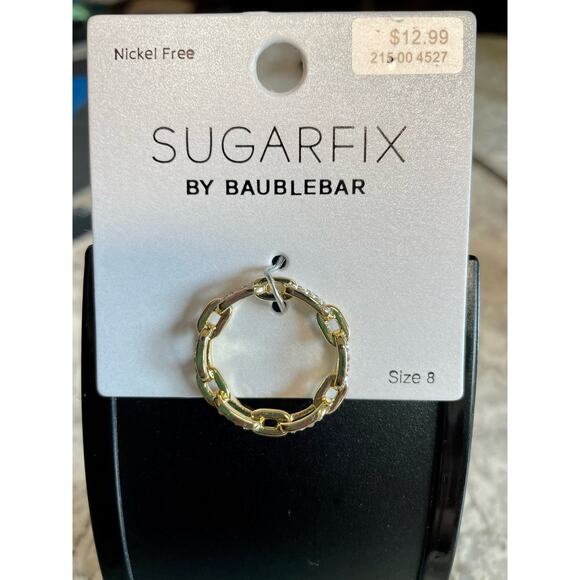 Nickel Free
$12.99
215 00 4527
SUGARFIX
BY BAUBLEBAR
Size 8